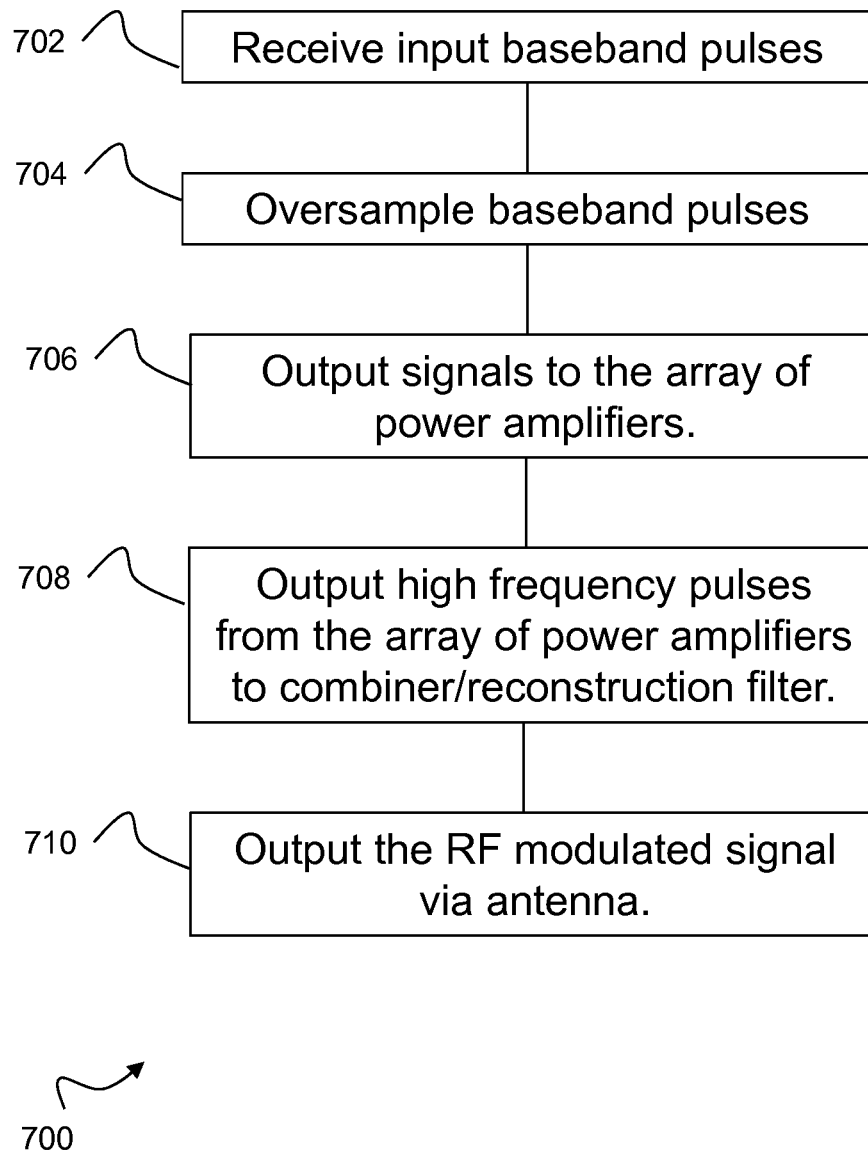 702
Receive input baseband pulses
704
Oversample baseband pulses
706
Output signals to the array of
power amplifiers.
708
Output high frequency pulses
from the array of power amplifiers
to combiner/reconstruction filter.
710
Output the RF modulated signal
via antenna.
700